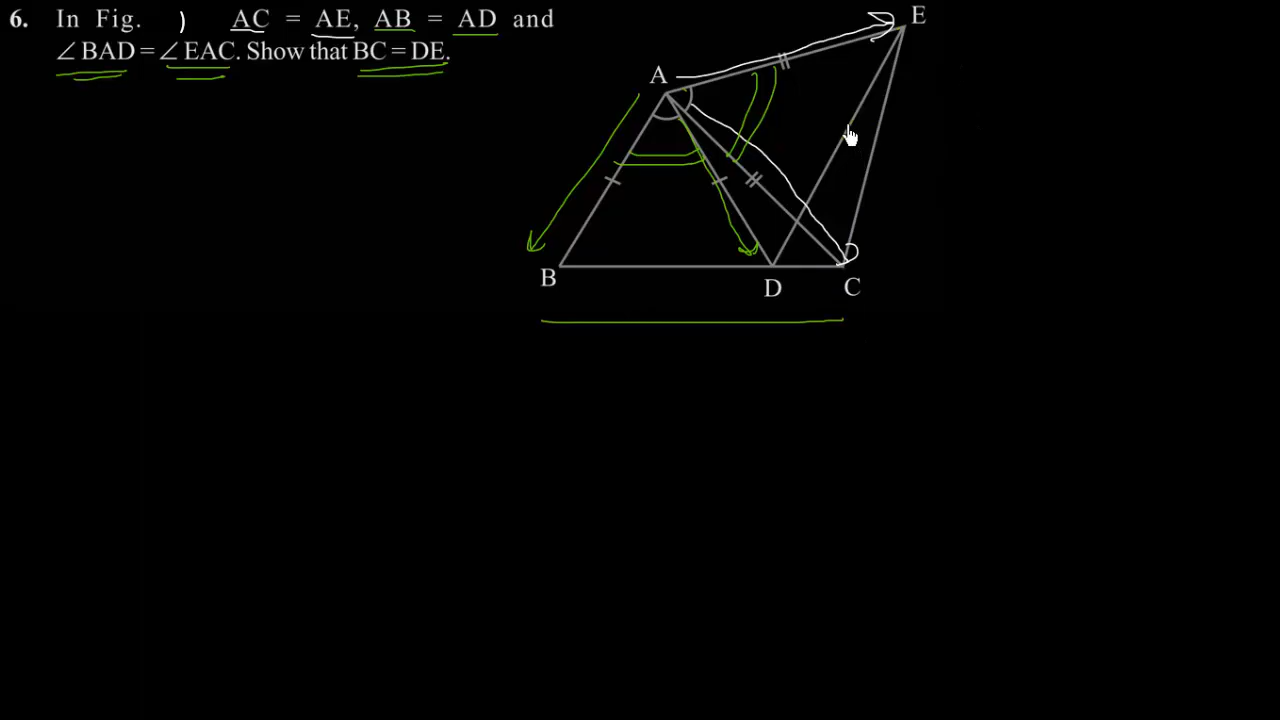 6. In Fig. ) AC = AE, AB = AD and
∠BAD = ∠EAC. Show that BC = DE.
E
A
B
D
C